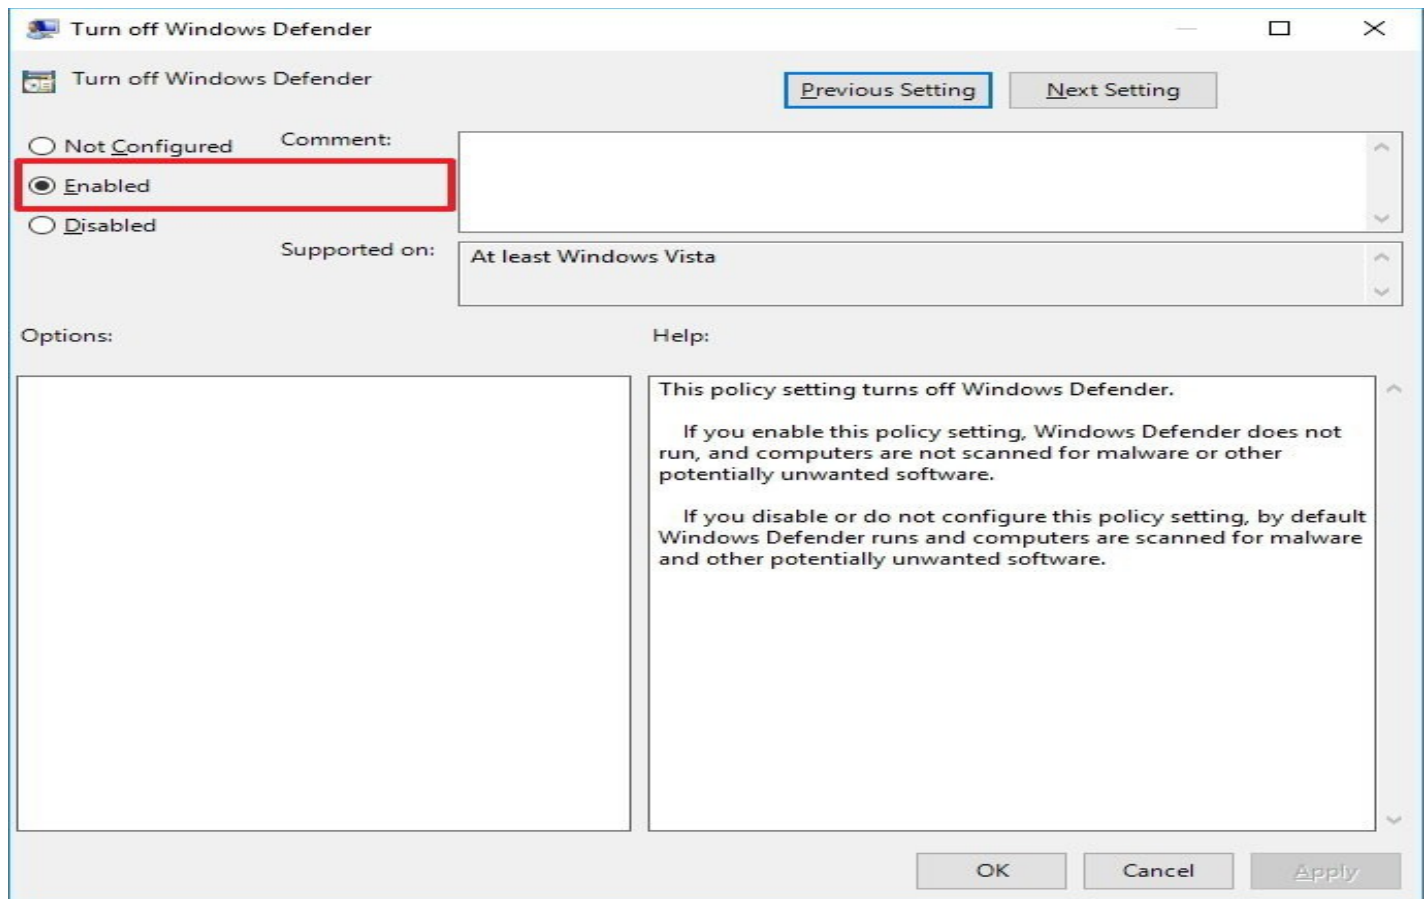 Turn off Windows Defender
Turn off Windows Defender
Previous Setting
Next Setting
Not Configured
Comment:
Enabled
Disabled
Supported on:
At least Windows Vista
Options:
Help:
This policy setting turns off Windows Defender.
If you enable this policy setting, Windows Defender does not
run, and computers are not scanned for malware or other
potentially unwanted software.
If you disable or do not configure this policy setting, by default
Windows Defender runs and computers are scanned for malware
and other potentially unwanted software.
OK
Cancel
Apply